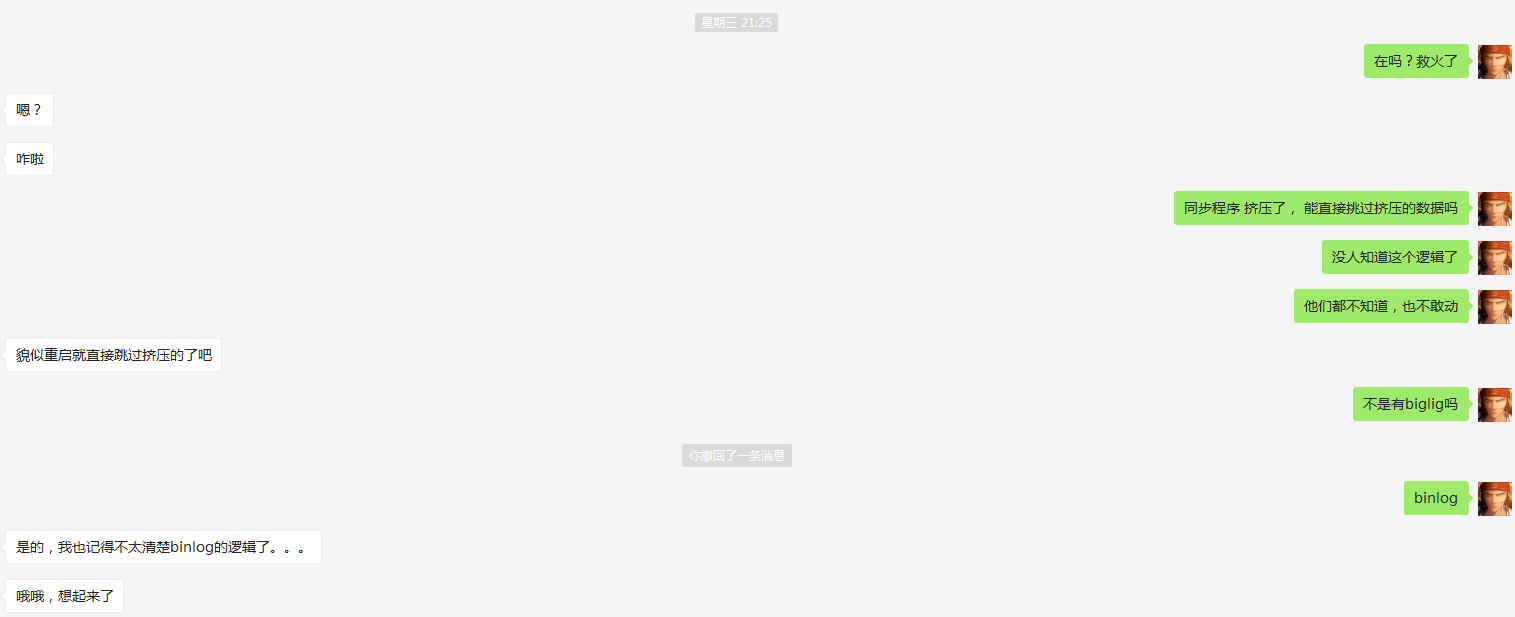 星期三 21:25
在吗？救火了
嗯？
咋啦
同步程序 挤压了， 能直接挑过挤压的数据吗
没人知道这个逻辑了
他们都不知道，也不敢动
貌似重启就直接跳过挤压的了吧
不是有biglig吗
你撤回了一条消息
binlog
是的，我也记得不太清楚binlog的逻辑了。。。
哦哦，想起来了